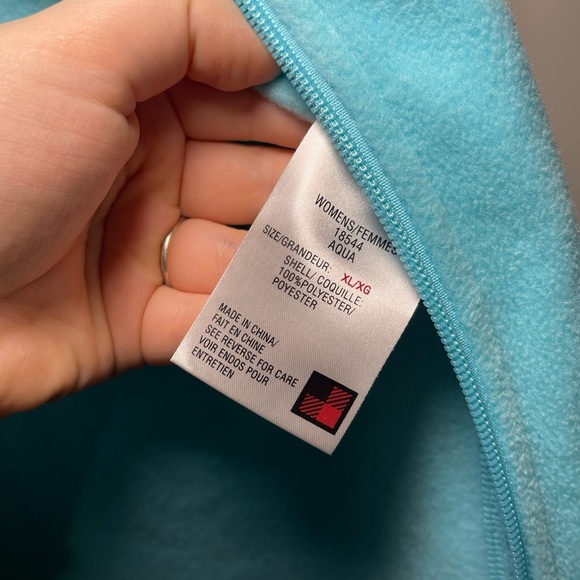 WOMENS/FEMMES
18544
AQUA
SIZE/GRANDEUR: XL/XG
SHELL/ COQUILLE:
100%POLYESTER/
POYESTER
MADE IN CHINA/
FAIT EN CHINE
SEE REVERSE FOR CARE
VOIR ENDOS POUR
ENTRETIEN